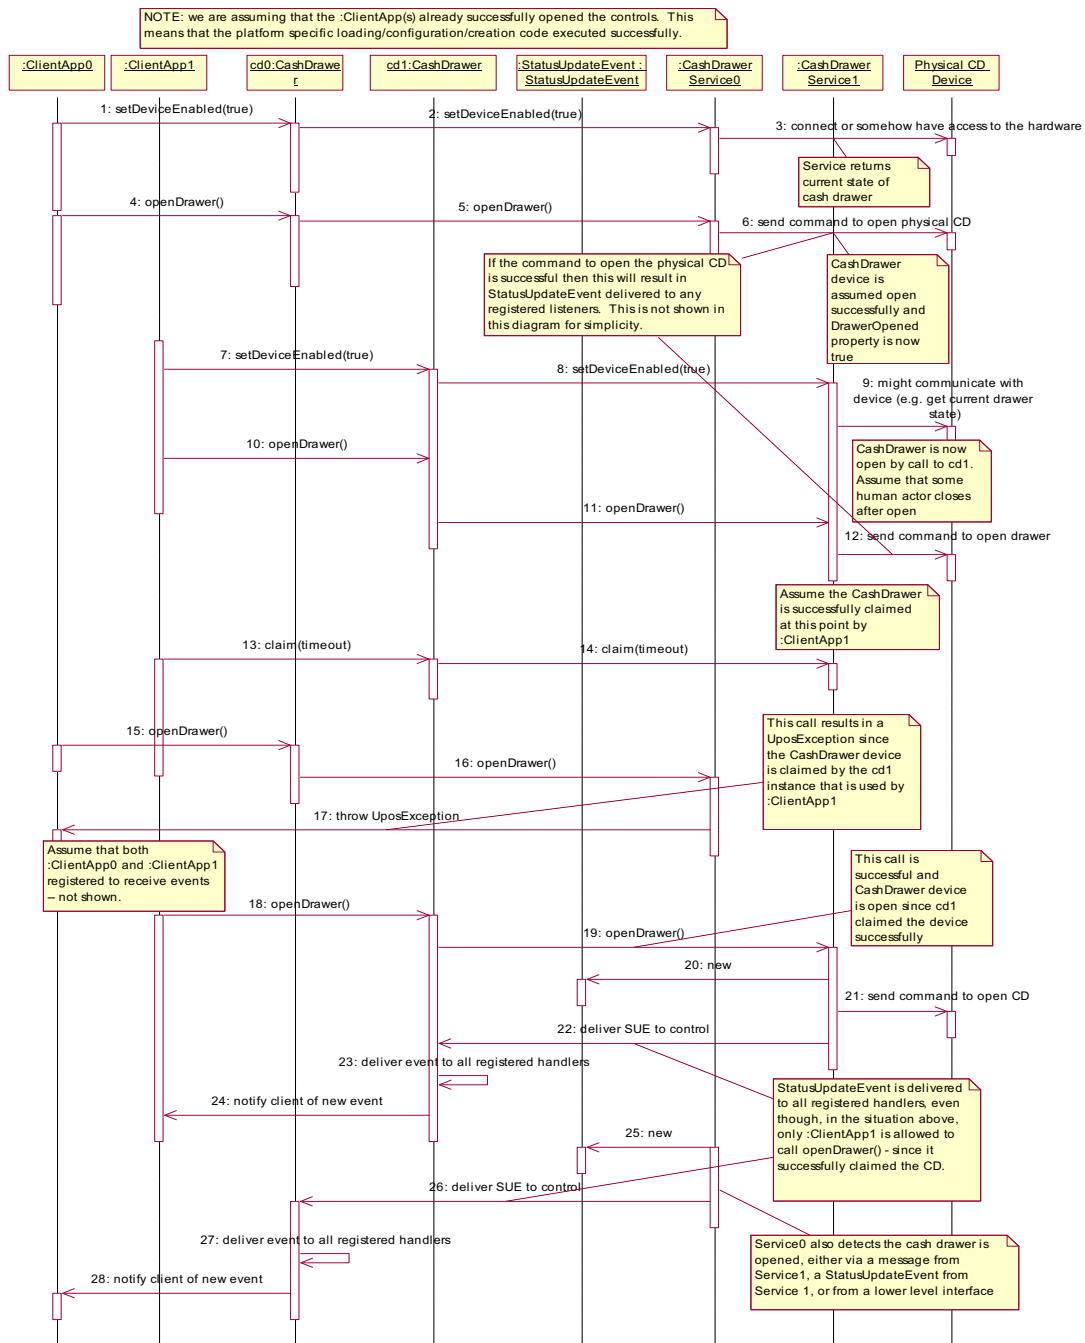 NOTE: we are assuming that the :ClientApp(s) already successfully opened the controls. This
means that the platform specific loading/configuration/creation code executed successfully.
:ClientApp0
:ClientApp1
cd0:CashDrawe
r
cd1:CashDrawer
:StatusUpdateEvent :
StatusUpdateEvent
:CashDrawer
Service0
:CashDrawer
Service1
Physical CD
Device
1: setDeviceEnabled(true)
2: setDeviceEnabled(true)
3: connect or somehow have access to the hardware
Service returns
current state of
cash drawer
4: openDrawer()
5: openDrawer()
6: send command to open physical CD
If the command to open the physical CD
is successful then this will result in
StatusUpdateEvent delivered to any
registered listeners. This is not shown in
this diagram for simplicity.
CashDrawer
device is
assumed open
successfully and
DrawerOpened
property is now
true
7: setDeviceEnabled(true)
8: setDeviceEnabled(true)
9: might communicate with
device (e.g. get current drawer
state)
10: openDrawer()
CashDrawer is now
open by call to cd1.
Assume that some
human actor closes
after open
11: openDrawer()
12: send command to open drawer
Assume the CashDrawer
is successfully claimed
at this point by
:ClientApp1
13: claim(timeout)
14: claim(timeout)
This call results in a
UposException since
the CashDrawer device
is claimed by the cd1
instance that is used by
:ClientApp1
15: openDrawer()
16: openDrawer()
17: throw UposException
Assume that both
:ClientApp0 and :ClientApp1
registered to receive events
-- not shown.
This call is
successful and
CashDrawer device
is open since cd1
claimed the device
successfully
18: openDrawer()
19: openDrawer()
20: new
21: send command to open CD
22: deliver SUE to control
23: deliver event to all registered handlers
24: notify client of new event
StatusUpdateEvent is delivered
to all registered handlers, even
though, in the situation above,
only :ClientApp1 is allowed to
call openDrawer() - since it
successfully claimed the CD.
25: new
26: deliver SUE to control
27: deliver event to all registered handlers
Service0 also detects the cash drawer is
opened, either via a message from
Service1, a StatusUpdateEvent from
Service 1, or from a lower level interface
28: notify client of new event